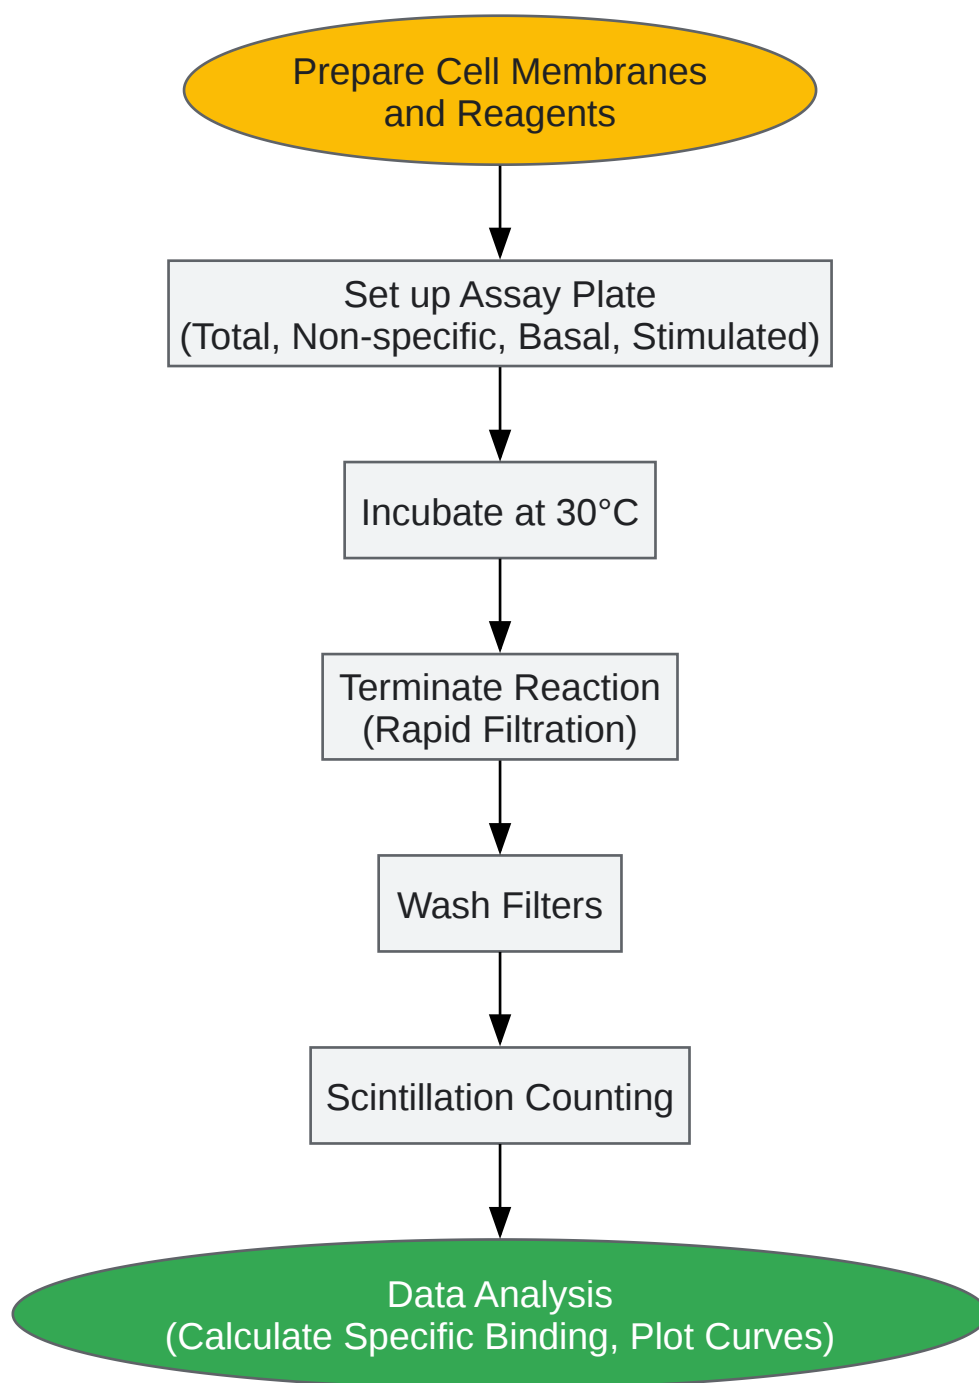 Prepare Cell Membranes
and Reagents
Set up Assay Plate
(Total, Non-specific, Basal, Stimulated)
Incubate at 30°C
Terminate Reaction
(Rapid Filtration)
Wash Filters
Scintillation Counting
Data Analysis
(Calculate Specific Binding, Plot Curves)